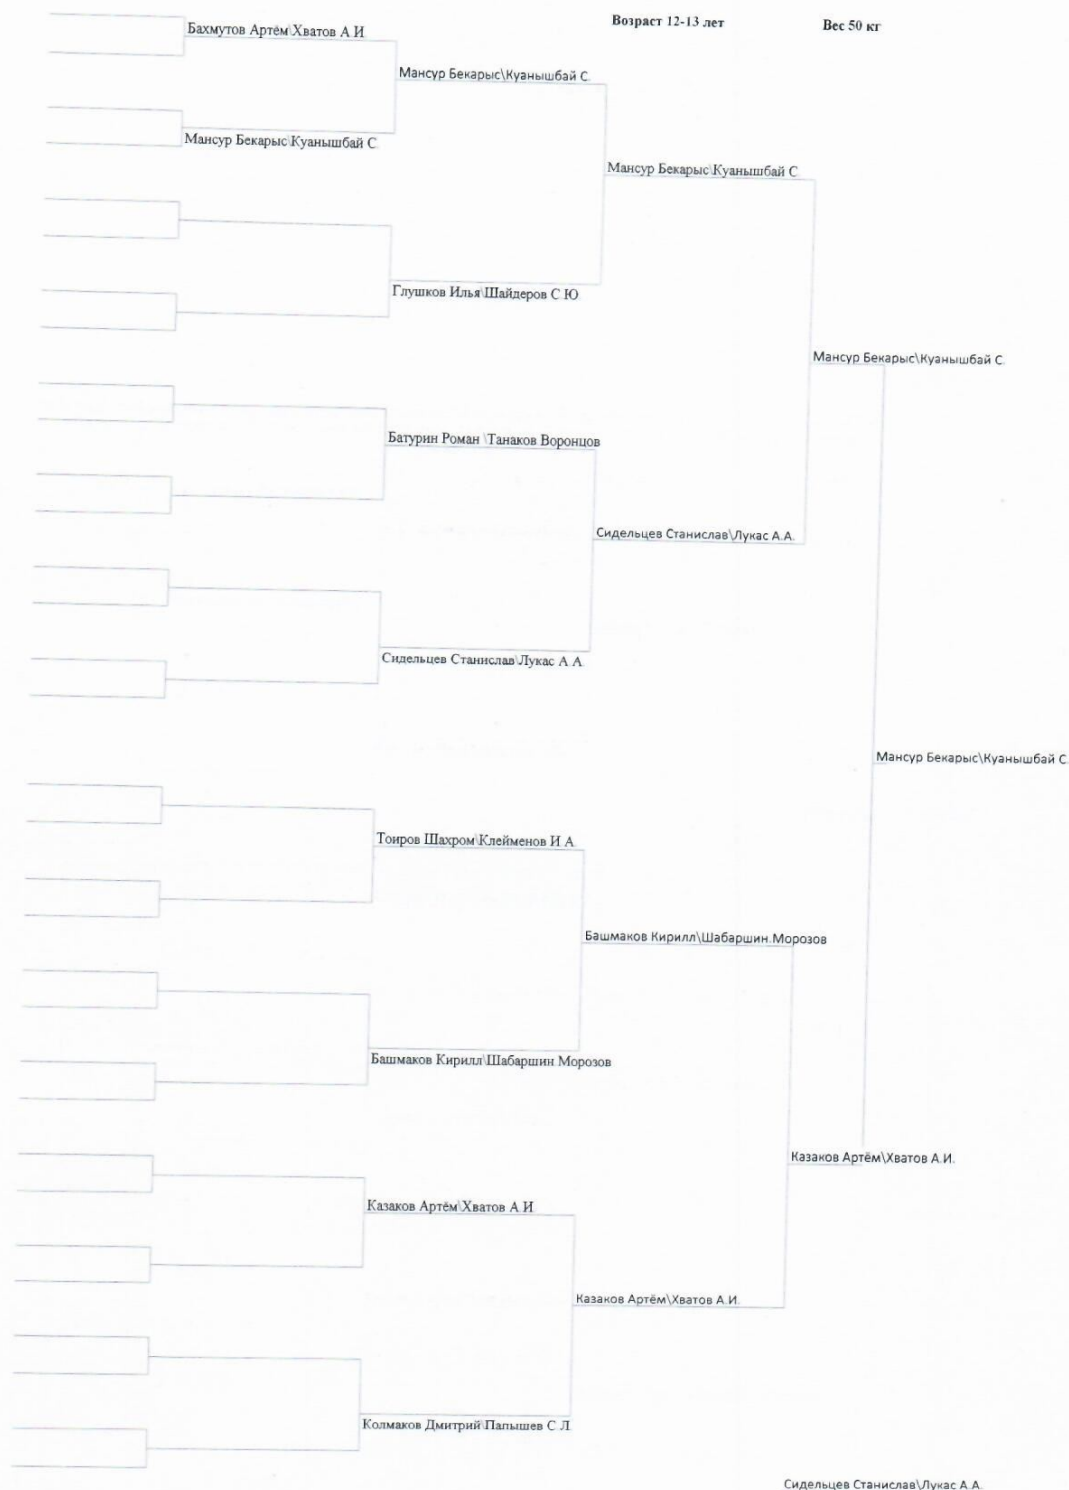 Возраст 12-13 лет
Вес 50 кг
Бахмутов Артём\Хватов А.И
Мансур Бекарыс\Куанышбай С.
Мансур Бекарыс\Куанышбай С
Мансур Бекарыс\Куанышбай С
Глушков Илья\Шайдеров С Ю
Мансур Бекарыс\Куанышбай С.
Батурин Роман \Танаков Воронцов
Сидельцев Станислав\Лукас А.А.
Сидельцев Станислав\Лукас А А
Мансур Бекарыс\Куанышбай С.
Тоиров Шахром\Клейменов И А
Башмаков Кирилл\Шабаршин.Морозов
Башмаков Кирилл\Шабаршин.Морозов
Казаков Артём\Хватов А.И.
Казаков Артём\Хватов А И
Казаков Артём\Хватов А.И.
Колмаков Дмитрий\Папышев С Л
Сидельцев Станислав\Лукас А.А.